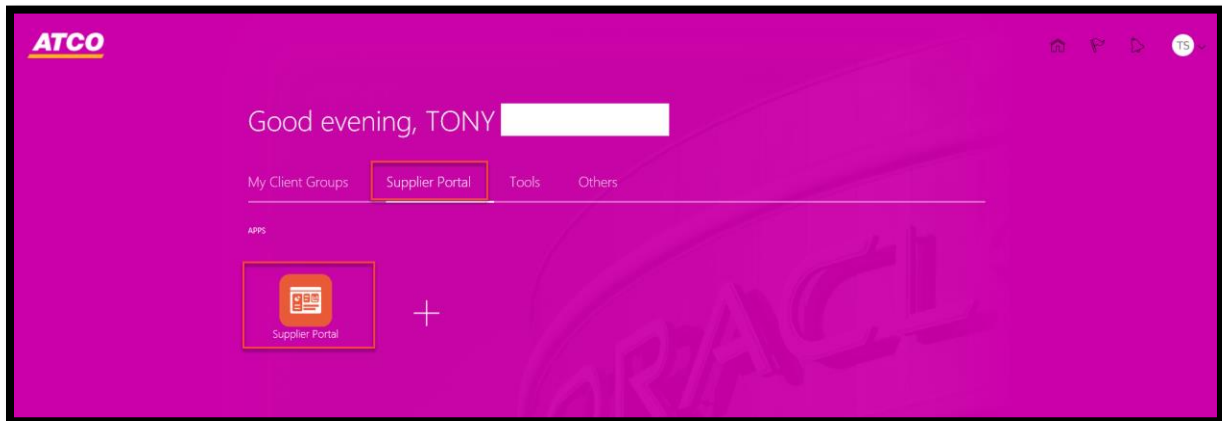 ATCO
TS
Good evening, TONY
My Client Groups Supplier Portal Tools Others
APPS
Supplier Portal
ORACL